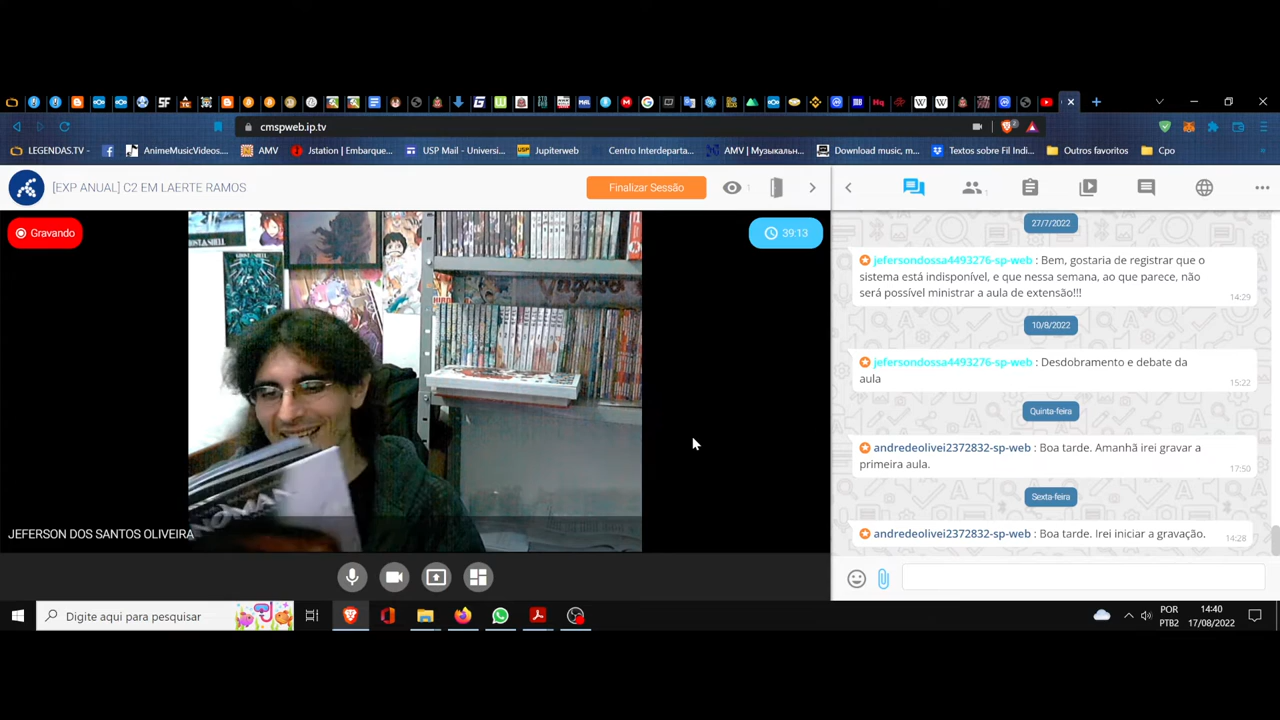 cmspweb.ip.tv
2
LEGENDAS.TV
AnimeMusicVideos...
AMV
Jstation | Embarque...
USP Mail - Universi...
Jupiterweb
Centro Interdeparta...
AMV | Музыкальн...
Download music, m...
Textos sobre Fil Indi...
Outros favoritos
Cpo
[EXP ANUAL] C2 EM LAERTE RAMOS
Finalizar Sessão
1
1
Gravando
39:13
JEFERSON DOS SANTOS OLIVEIRA
27/7/2022
jefersondossa4493276-sp-web : Bem, gostaria de registrar que o
sistema está indisponível, e que nessa semana, ao que parece, não
será possível ministrar a aula de extensão!!!
14:29
10/8/2022
jefersondossa4493276-sp-web : Desdobramento e debate da
aula
15:22
Quinta-feira
andredeolivei2372832-sp-web : Boa tarde. Amanhã irei gravar a
primeira aula.
17:50
Sexta-feira
andredeolivei2372832-sp-web : Boa tarde. Irei iniciar a gravação.
14:28
Digite aqui para pesquisar
POR
PTB2
14:40
17/08/2022